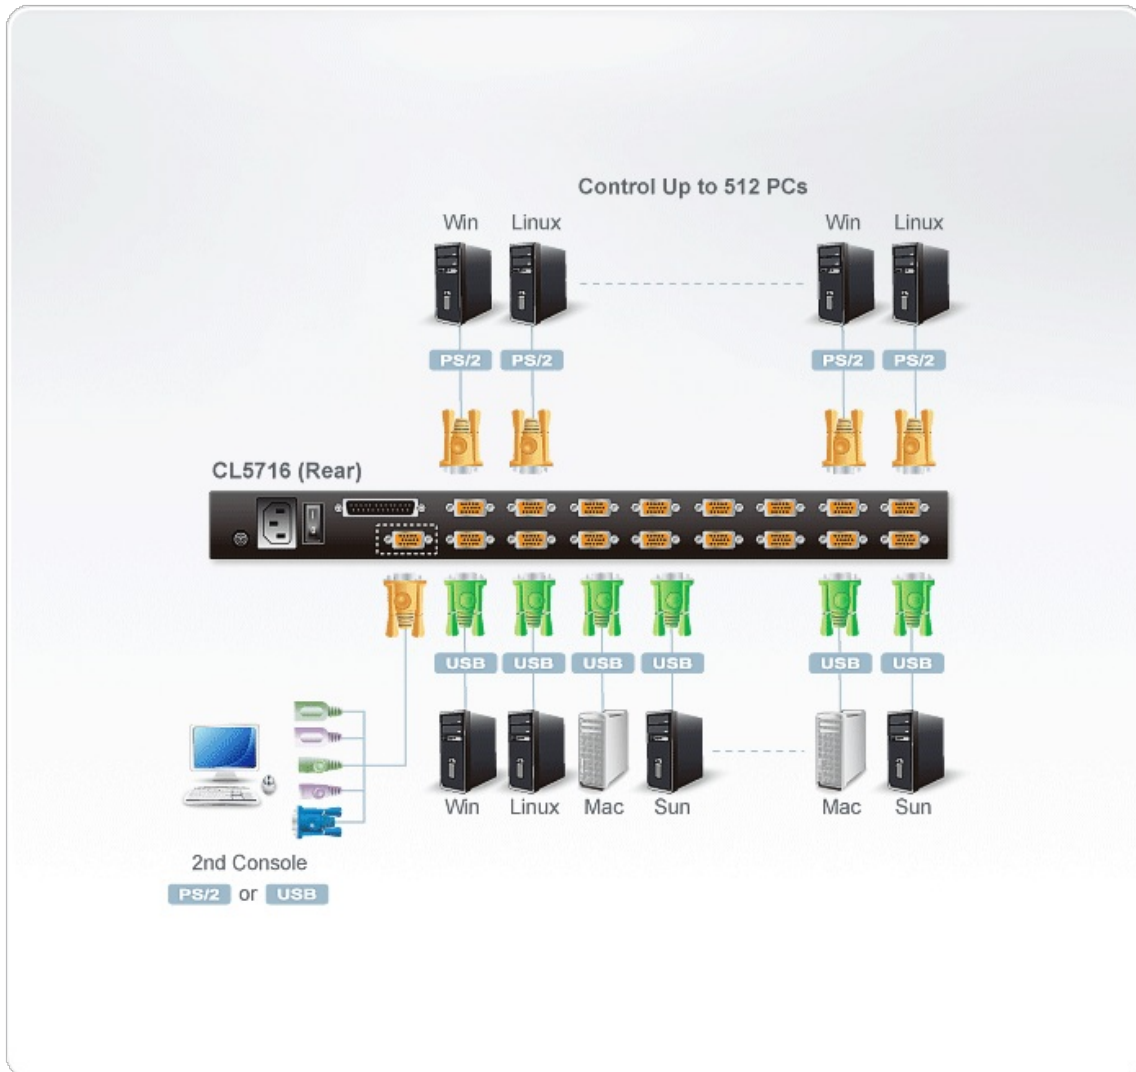 Control Up to 512 PCs
Win Linux Win Linux
PS/2 PS/2 PS/2 PS/2
CL5716 (Rear)
USB USB USB USB USB USB
Win Linux Mac Sun Mac Sun
2nd Console
PS/2 or USB